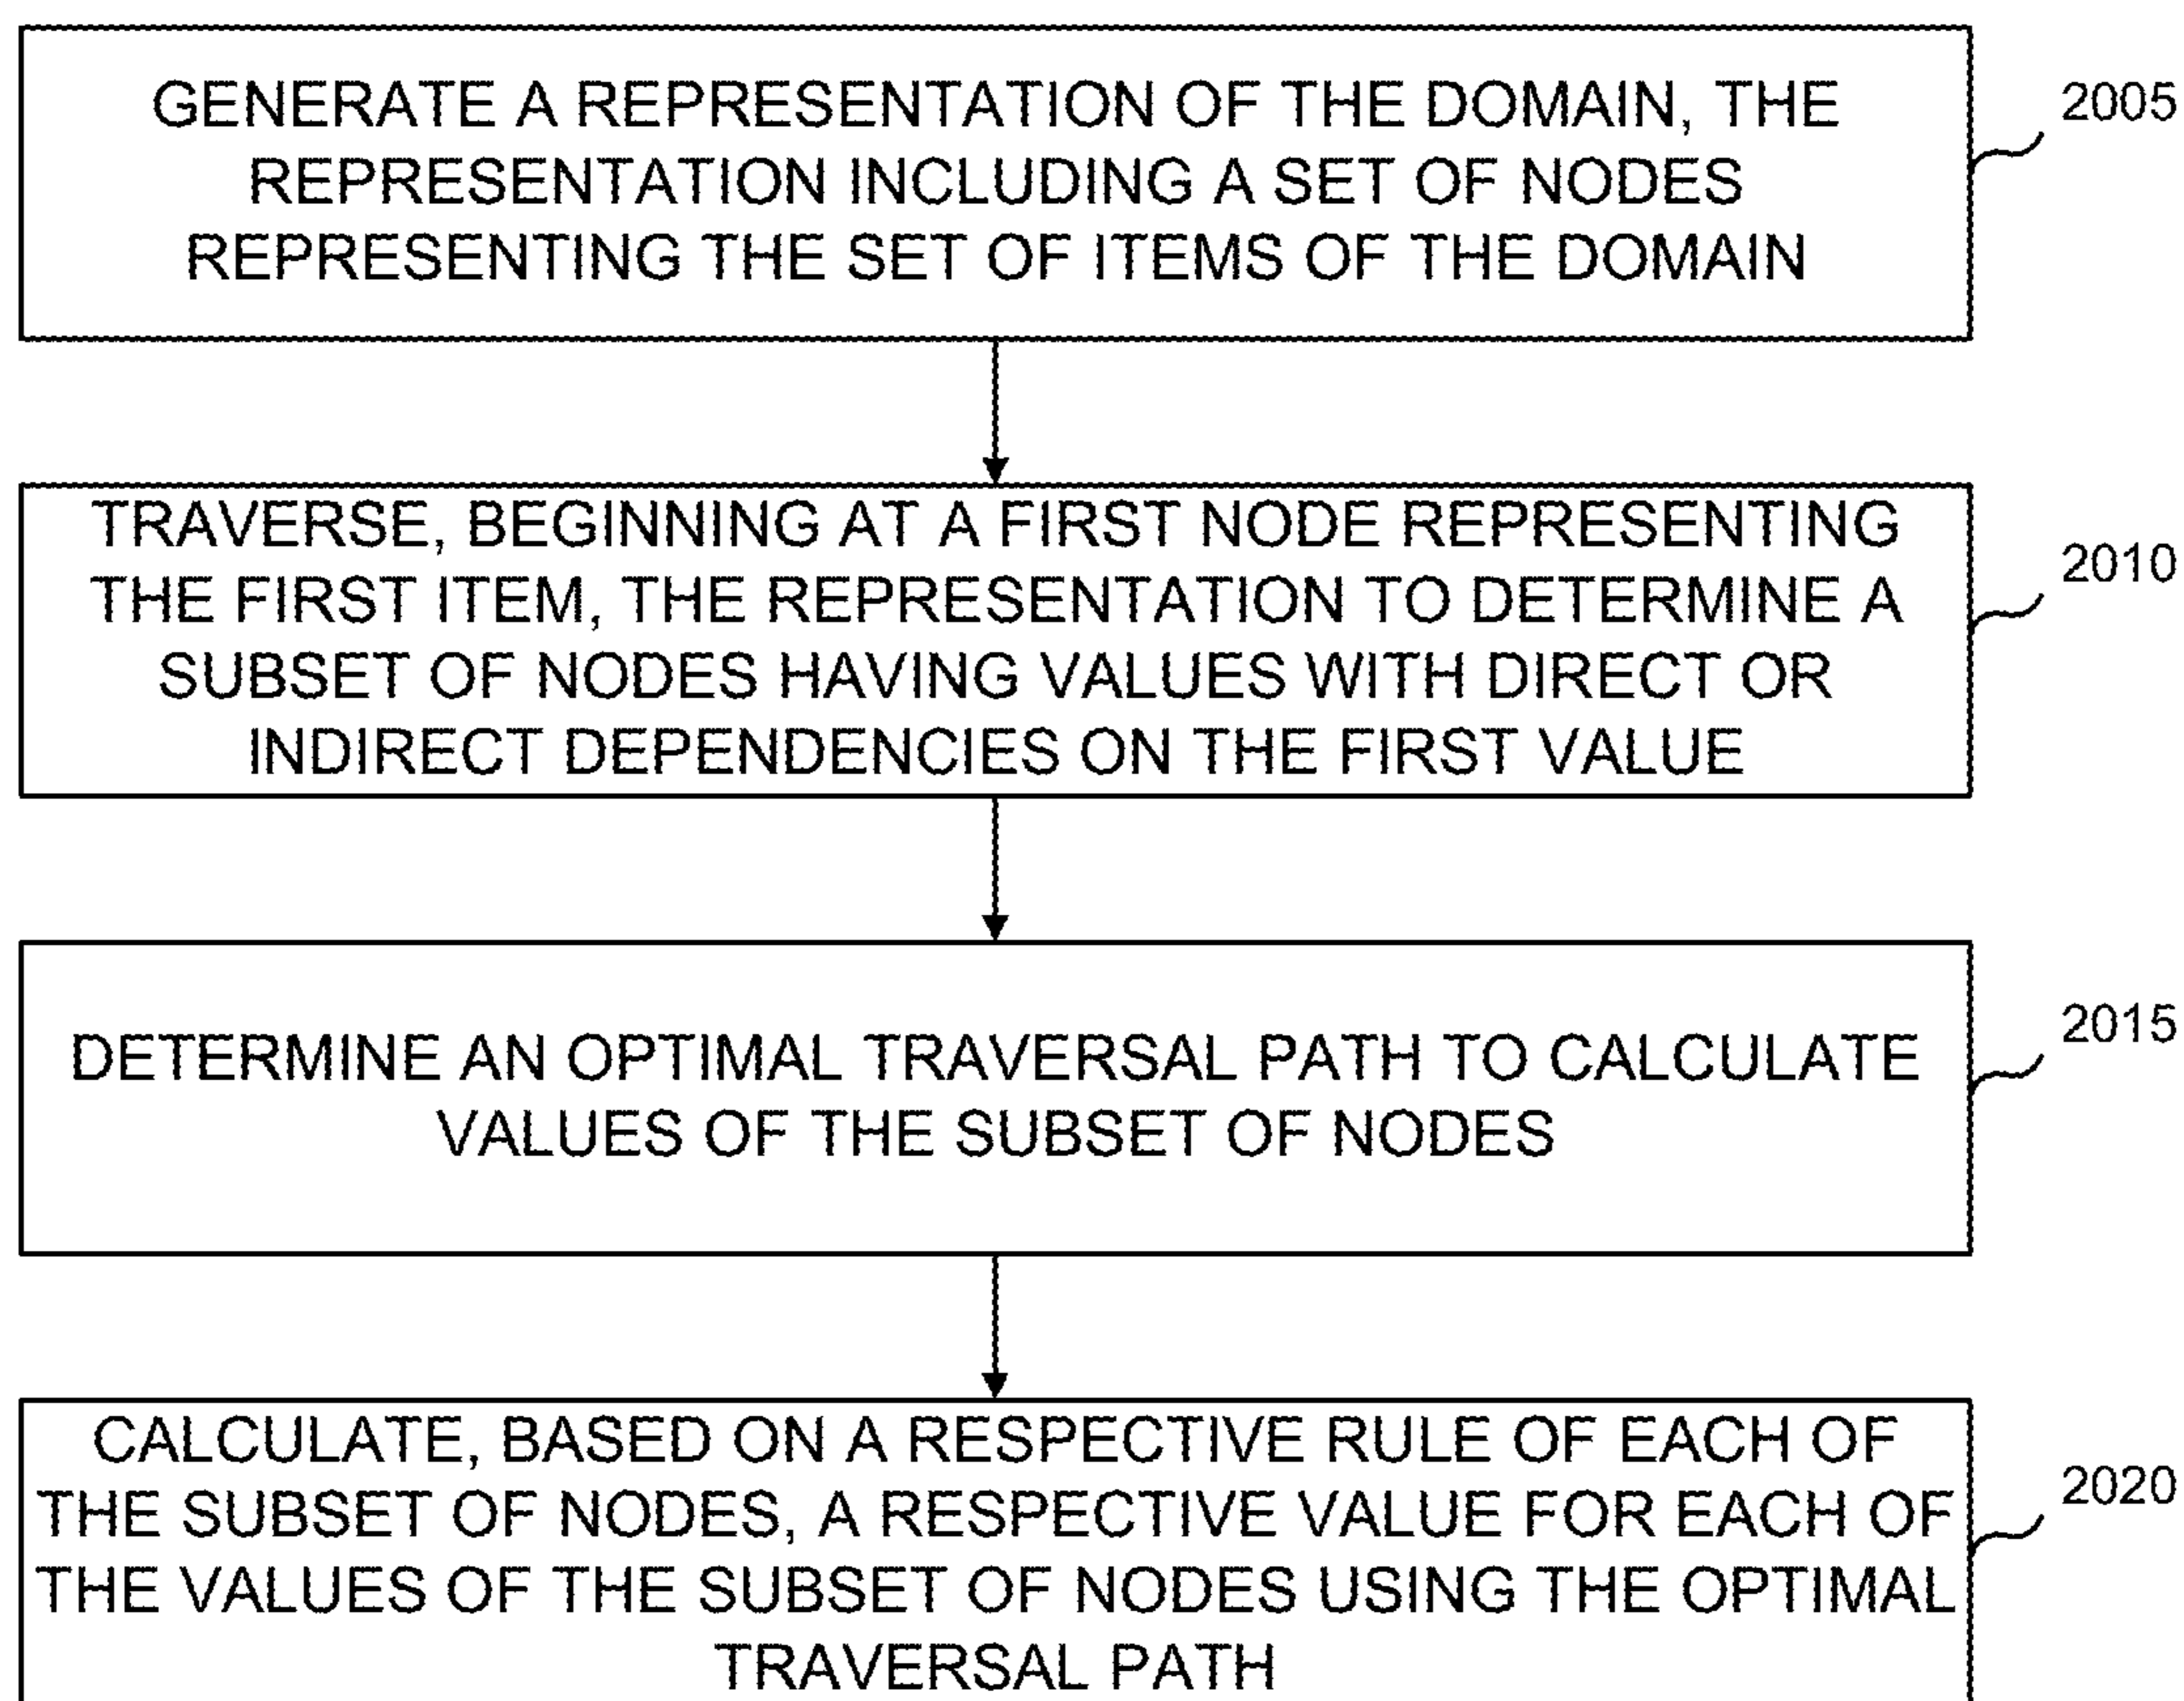 GENERATE A REPRESENTATION OF THE DOMAIN, THE
REPRESENTATION INCLUDING A SET OF NODES
REPRESENTING THE SET OF ITEMS OF THE DOMAIN
2005
TRAVERSE, BEGINNING AT A FIRST NODE REPRESENTING
THE FIRST ITEM, THE REPRESENTATION TO DETERMINE A
SUBSET OF NODES HAVING VALUES WITH DIRECT OR
INDIRECT DEPENDENCIES ON THE FIRST VALUE
2010
DETERMINE AN OPTIMAL TRAVERSAL PATH TO CALCULATE
VALUES OF THE SUBSET OF NODES
2015
CALCULATE, BASED ON A RESPECTIVE RULE OF EACH OF
THE SUBSET OF NODES, A RESPECTIVE VALUE FOR EACH OF
THE VALUES OF THE SUBSET OF NODES USING THE OPTIMAL
TRAVERSAL PATH
2020